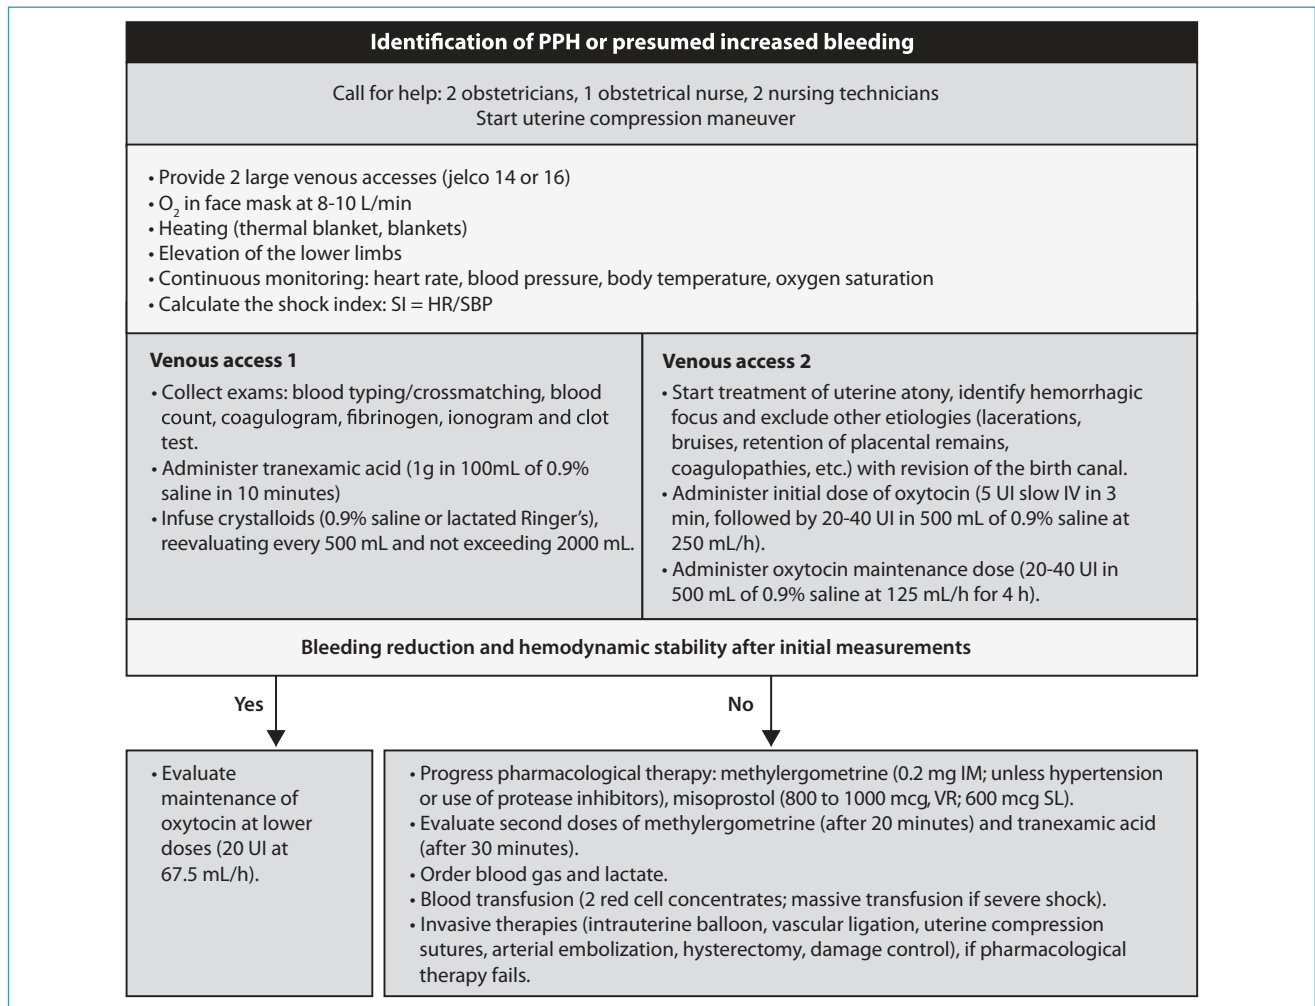 Identification of PPH or presumed increased bleeding
Call for help: 2 obstetricians, 1 obstetrical nurse, 2 nursing technicians
Start uterine compression maneuver
• Provide 2 large venous accesses (jelco 14 or 16)
• O2 in face mask at 8-10 L/min
• Heating (thermal blanket, blankets)
• Elevation of the lower limbs
• Continuous monitoring: heart rate, blood pressure, body temperature, oxygen saturation
• Calculate the shock index: SI = HR/SBP
Venous access 1
• Collect exams: blood typing/crossmatching, blood
count, coagulogram, fibrinogen, ionogram and clot
test.
• Administer tranexamic acid (1g in 100mL of 0.9%
saline in 10 minutes)
• Infuse crystalloids (0.9% saline or lactated Ringer's),
reevaluating every 500 mL and not exceeding 2000 mL.
Venous access 2
• Start treatment of uterine atony, identify hemorrhagic
focus and exclude other etiologies (lacerations,
bruises, retention of placental remains,
coagulopathies, etc.) with revision of the birth canal.
• Administer initial dose of oxytocin (5 UI slow IV in 3
min, followed by 20-40 UI in 500 mL of 0.9% saline at
250 mL/h).
• Administer oxytocin maintenance dose (20-40 UI in
500 mL of 0.9% saline at 125 mL/h for 4 h).
Bleeding reduction and hemodynamic stability after initial measurements
Yes
No
• Evaluate
maintenance of
oxytocin at lower
doses (20 UI at
67.5 mL/h).
• Progress pharmacological therapy: methylergometrine (0.2 mg IM; unless hypertension
or use of protease inhibitors), misoprostol (800 to 1000 mcg, VR; 600 mcg SL).
• Evaluate second doses of methylergometrine (after 20 minutes) and tranexamic acid
(after 30 minutes).
• Order blood gas and lactate.
• Blood transfusion (2 red cell concentrates; massive transfusion if severe shock).
• Invasive therapies (intrauterine balloon, vascular ligation, uterine compression
sutures, arterial embolization, hysterectomy, damage control), if pharmacological
therapy fails.